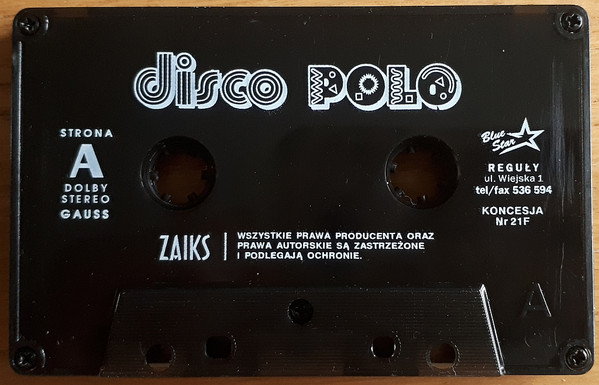 disco POLO
STRONA
A
DOLBY
STEREO
GAUSS
Blue
Star
REGUŁY
ul. Wiejska 1
tel/fax 536 594
KONCESJA
Nr 21F
ZAIKS
WSZYSTKIE PRAWA PRODUCENTA ORAZ
PRAWA AUTORSKIE SĄ ZASTRZEŻONE
I PODLEGAJĄ OCHRONIE.
A